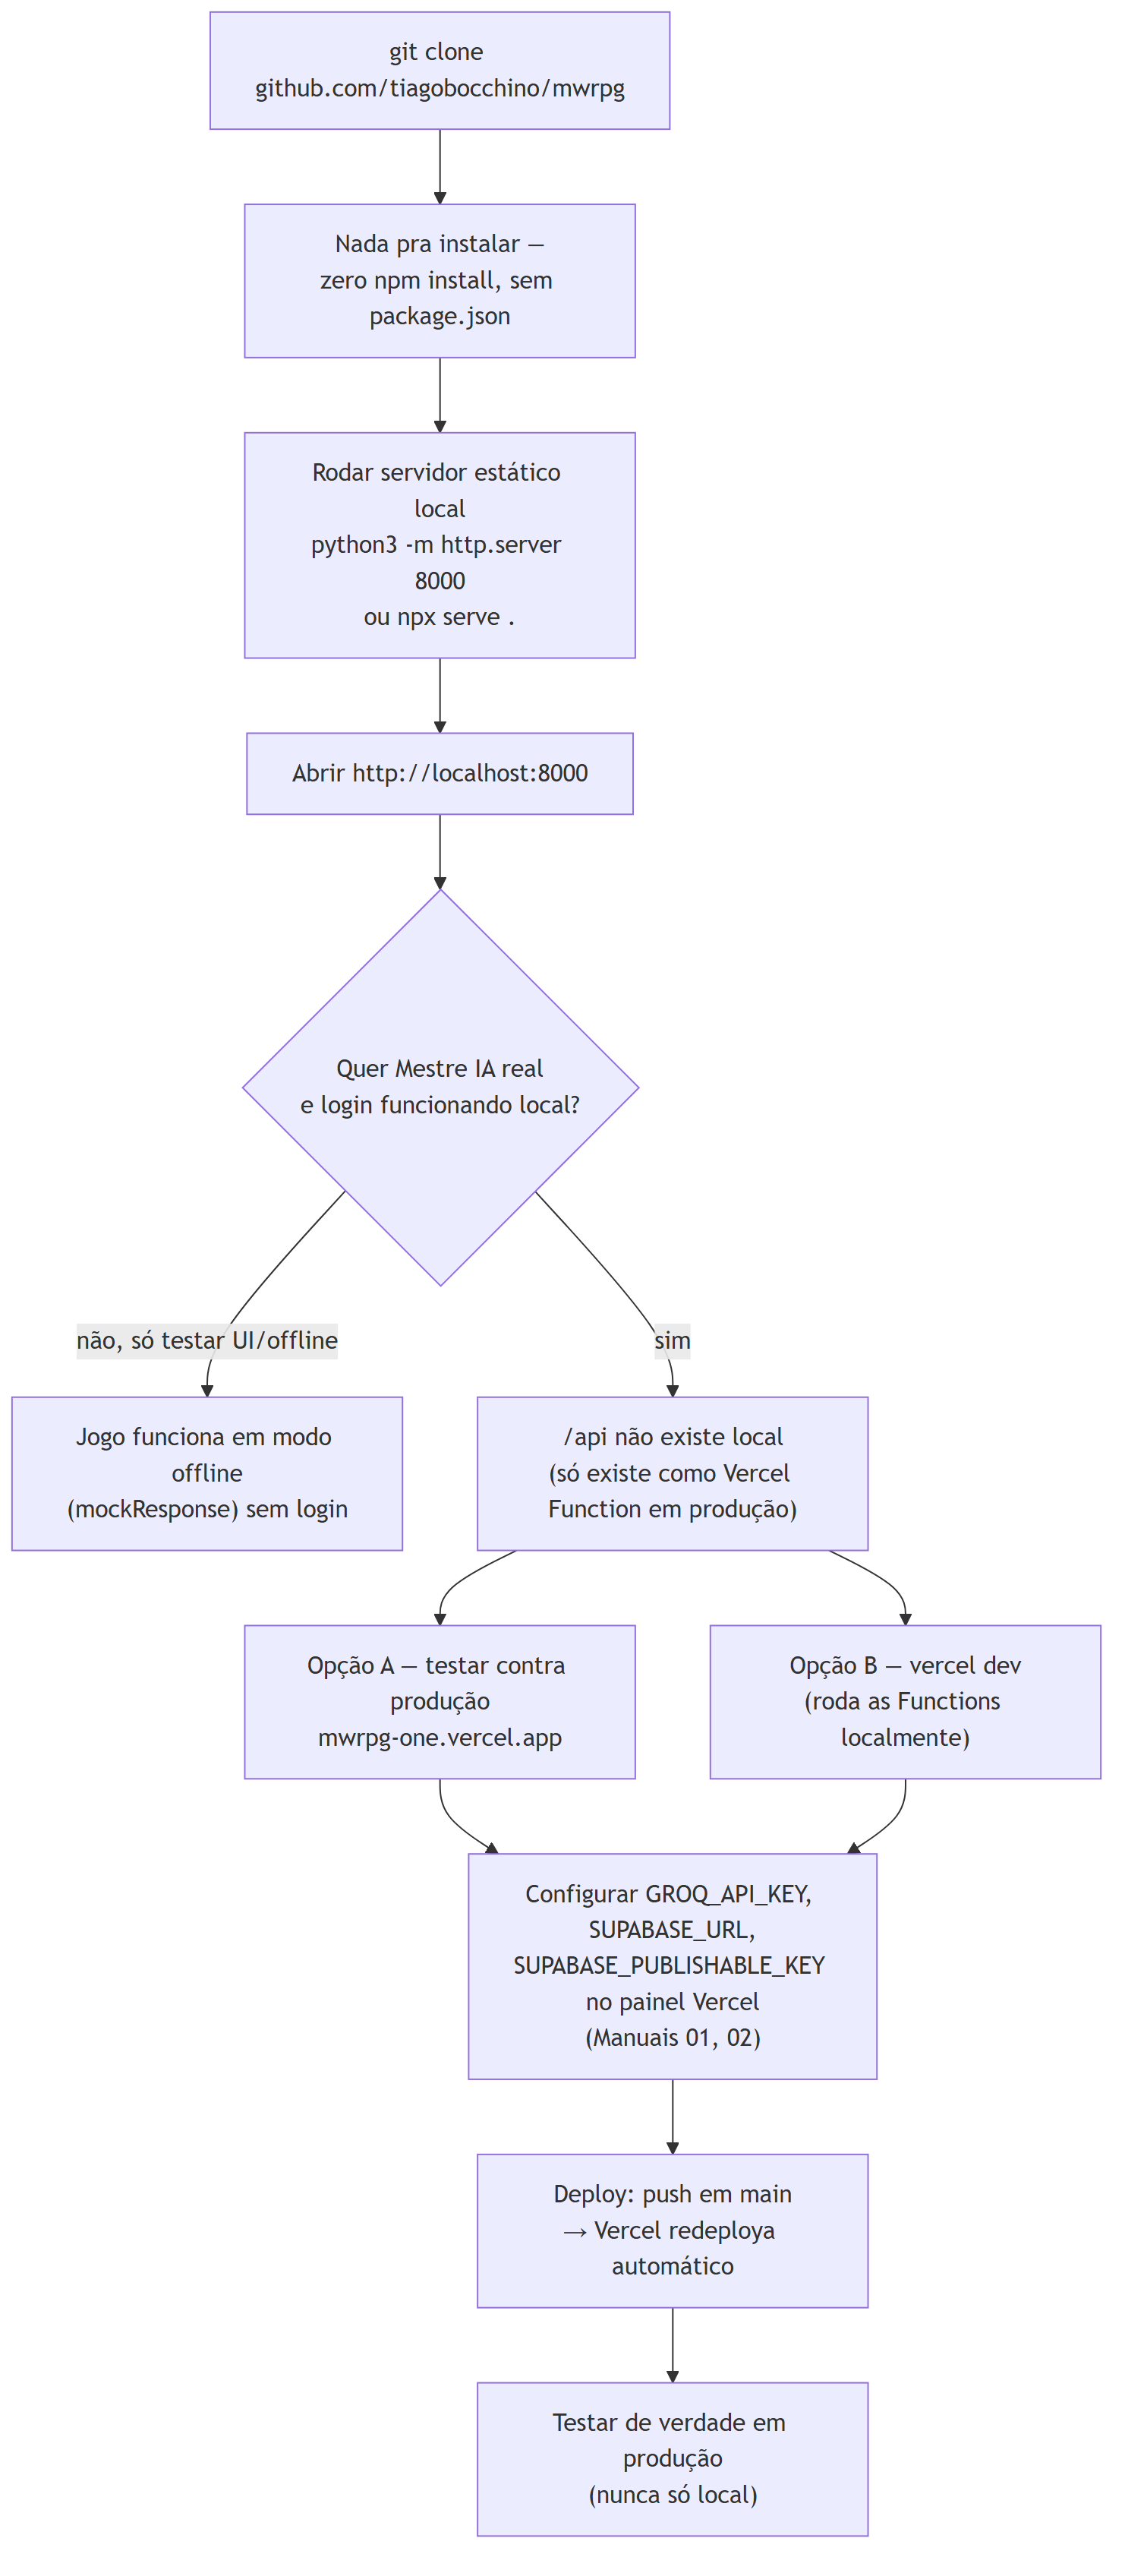 git clone
github.com/tiagobocchino/mwrpg
Nada pra instalar —
zero npm install, sem
package.json
Rodar servidor estático
local
python3 -m http.server
8000
ou npx serve .
Abrir http://localhost:8000
Quer Mestre IA real
e login funcionando local?
não, só testar UI/offline
sim
Jogo funciona em modo
offline
(mockResponse) sem login
/api não existe local
(só existe como Vercel
Function em produção)
Opção A — testar contra
produção
mwrpg-one.vercel.app
Opção B — vercel dev
(roda as Functions
localmente)
Configurar GROQ_API_KEY,
SUPABASE_URL,
SUPABASE_PUBLISHABLE_KEY
no painel Vercel
(Manuais 01, 02)
Deploy: push em main
→ Vercel redeploya
automático
Testar de verdade em
produção
(nunca só local)